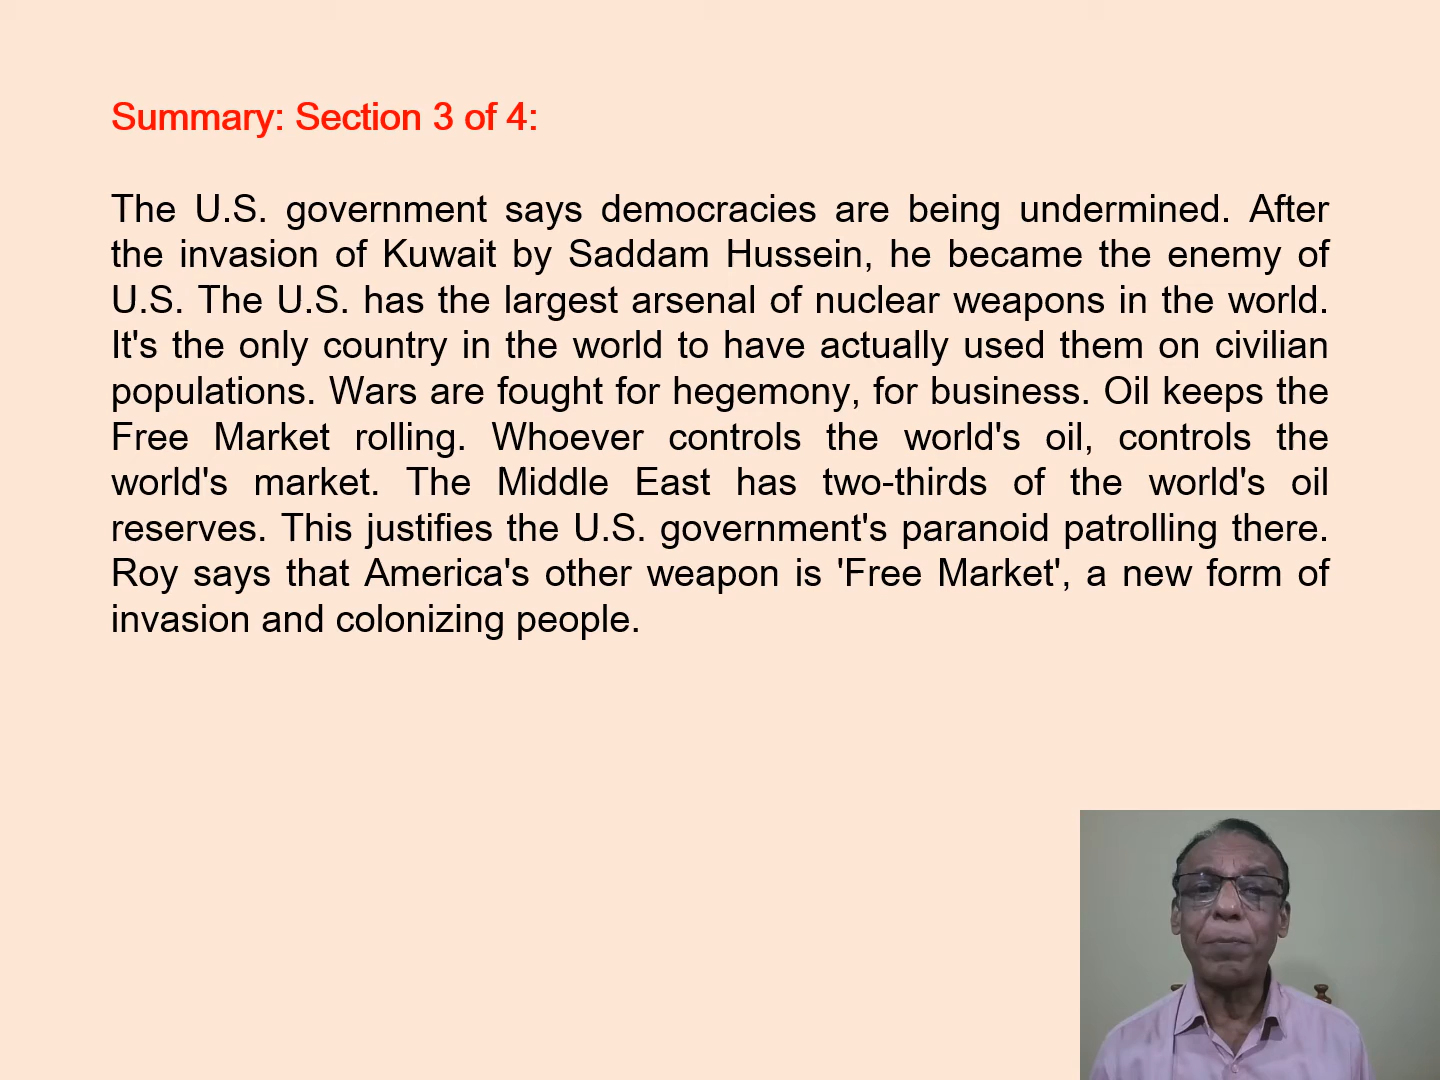 Summary: Section 3 of 4:
The U.S. government says democracies are being undermined. After
the invasion of Kuwait by Saddam Hussein, he became the enemy of
U.S. The U.S. has the largest arsenal of nuclear weapons in the world.
It's the only country in the world to have actually used them on civilian
populations. Wars are fought for hegemony, for business. Oil keeps the
Free Market rolling. Whoever controls the world's oil, controls the
world's market. The Middle East has two-thirds of the world's oil
reserves. This justifies the U.S. government's paranoid patrolling there.
Roy says that America's other weapon is 'Free Market', a new form of
invasion and colonizing people.